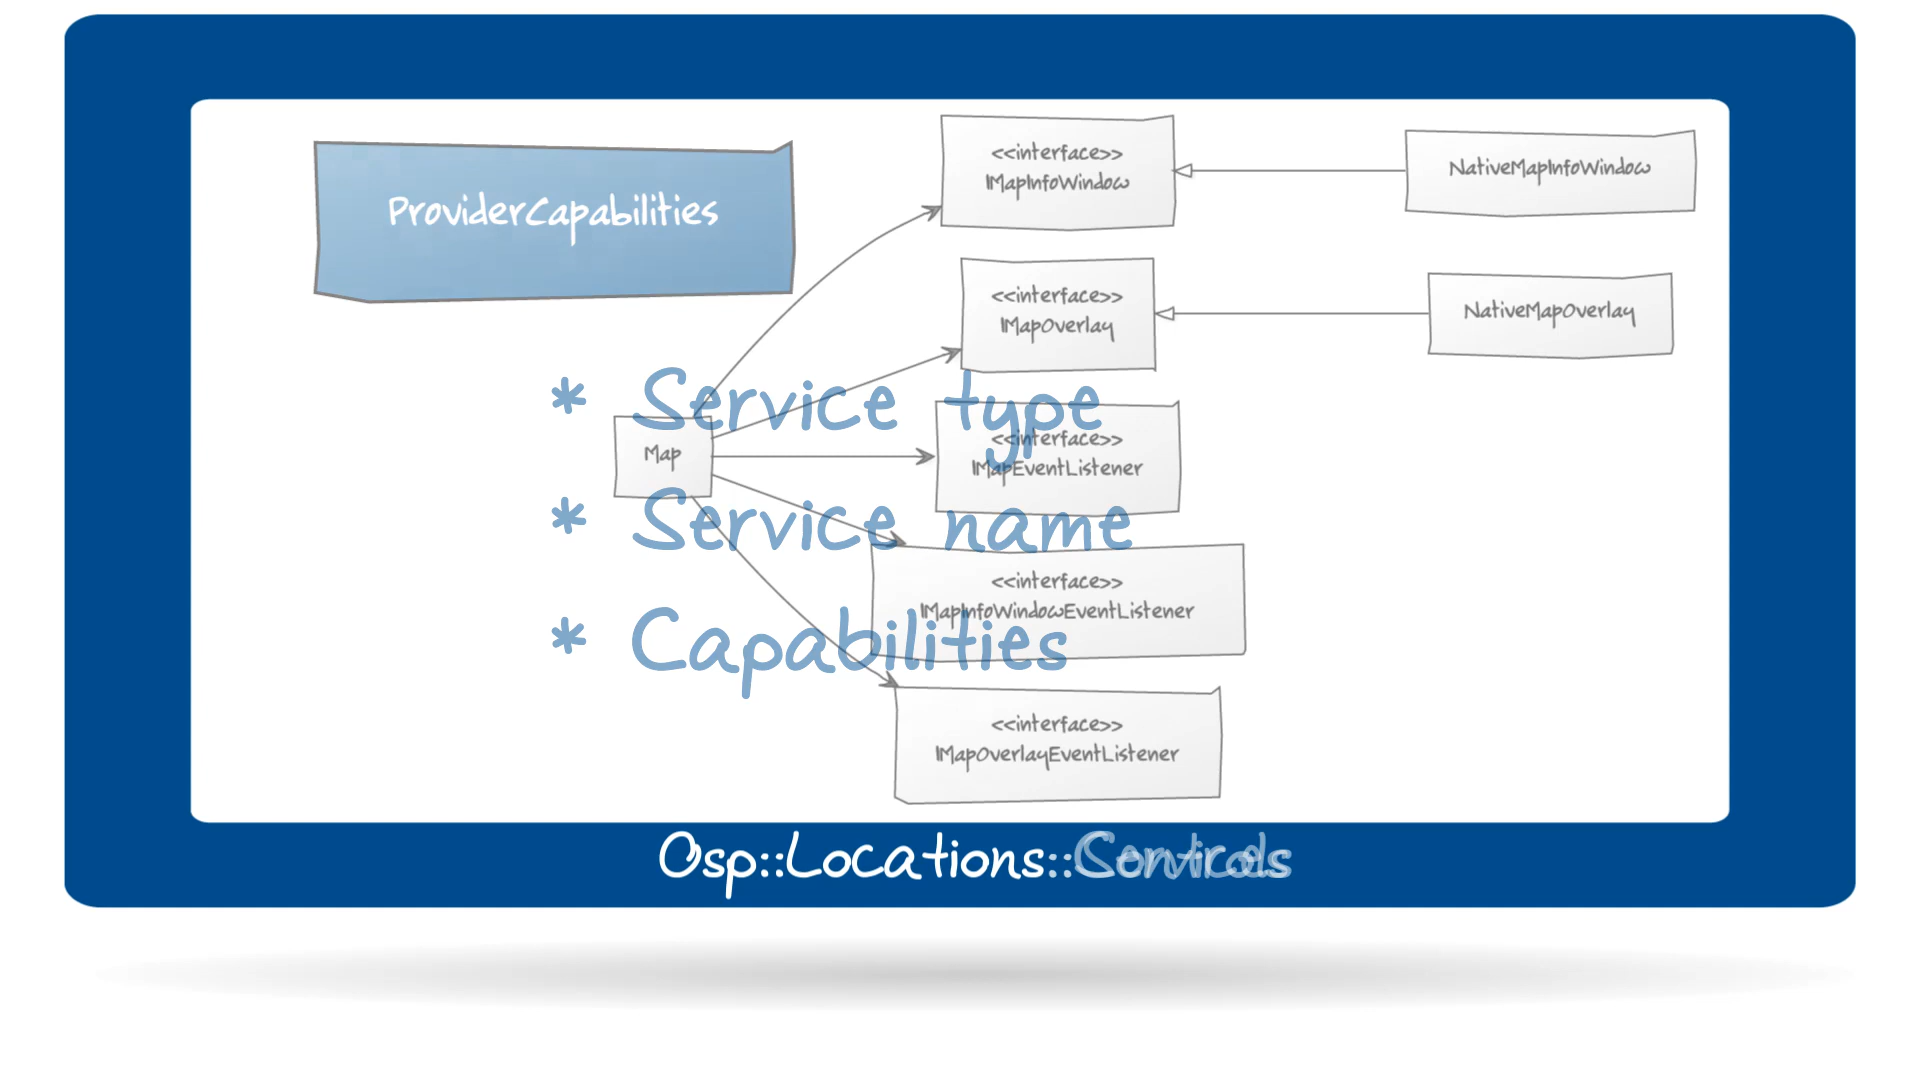 ProviderCapabilities
<<interface>>
IMapInfoWindow
NativeMapInfoWindow
<<interface>>
IMapOverlay
NativeMapOverlay
* Service type
Map
<<interface>>
IMapEventListener
* Service name
<<interface>>
IMapInfoWindowEventListener
* Capabilities
<<interface>>
IMapOverlayEventListener
Osp::Locations::